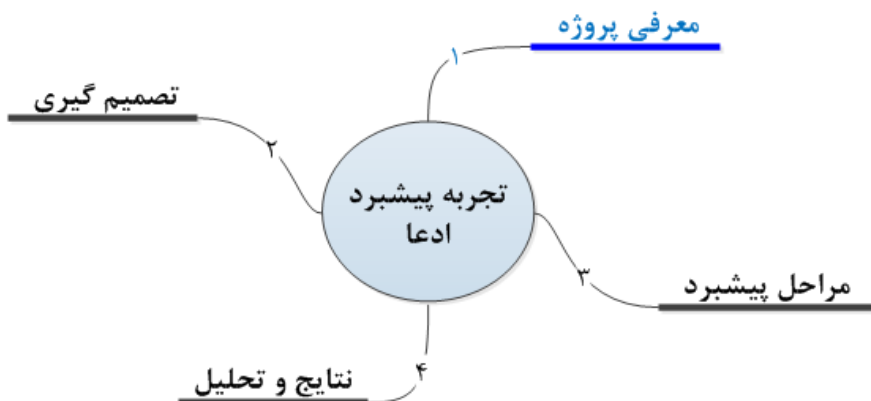 معرفی پروژه
۱
تصمیم گیری
۲
تجربه پیشبرد
ادعا
۳
مراحل پیشبرد
۴
نتایج و تحلیل